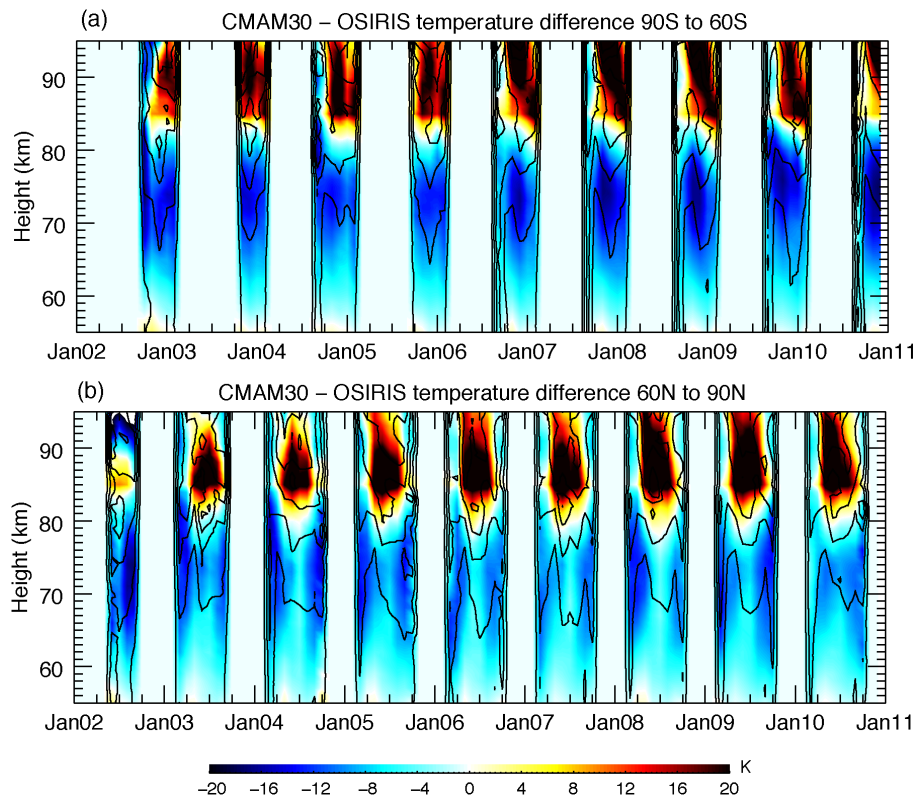 (a) CMAM30 − OSIRIS temperature difference 90S to 60S
90
80
70
60
Height (km)
Jan02 Jan03 Jan04 Jan05 Jan06 Jan07 Jan08 Jan09 Jan10 Jan11
(b) CMAM30 − OSIRIS temperature difference 60N to 90N
90
80
70
60
Height (km)
Jan02 Jan03 Jan04 Jan05 Jan06 Jan07 Jan08 Jan09 Jan10 Jan11
K
−20 −16 −12 −8 −4 0 4 8 12 16 20